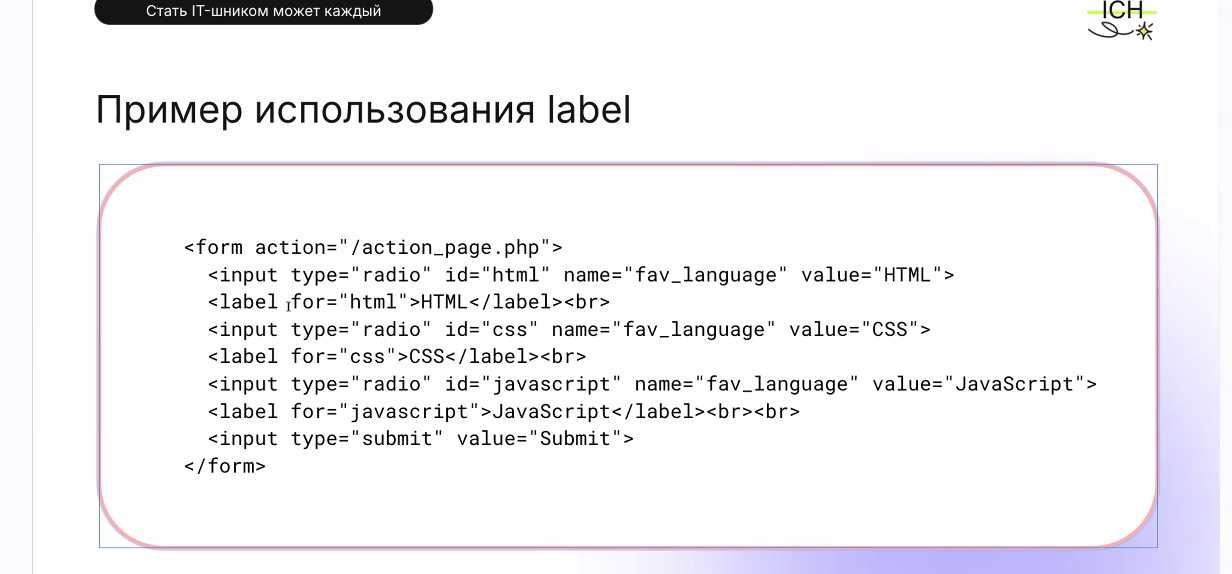 Стать IT-шником может каждый
ICH
Пример использования label
<form action="/action_page.php">
  <input type="radio" id="html" name="fav_language" value="HTML">
  <label for="html">HTML</label><br>
  <input type="radio" id="css" name="fav_language" value="CSS">
  <label for="css">CSS</label><br>
  <input type="radio" id="javascript" name="fav_language" value="JavaScript">
  <label for="javascript">JavaScript</label><br><br>
  <input type="submit" value="Submit">
</form>